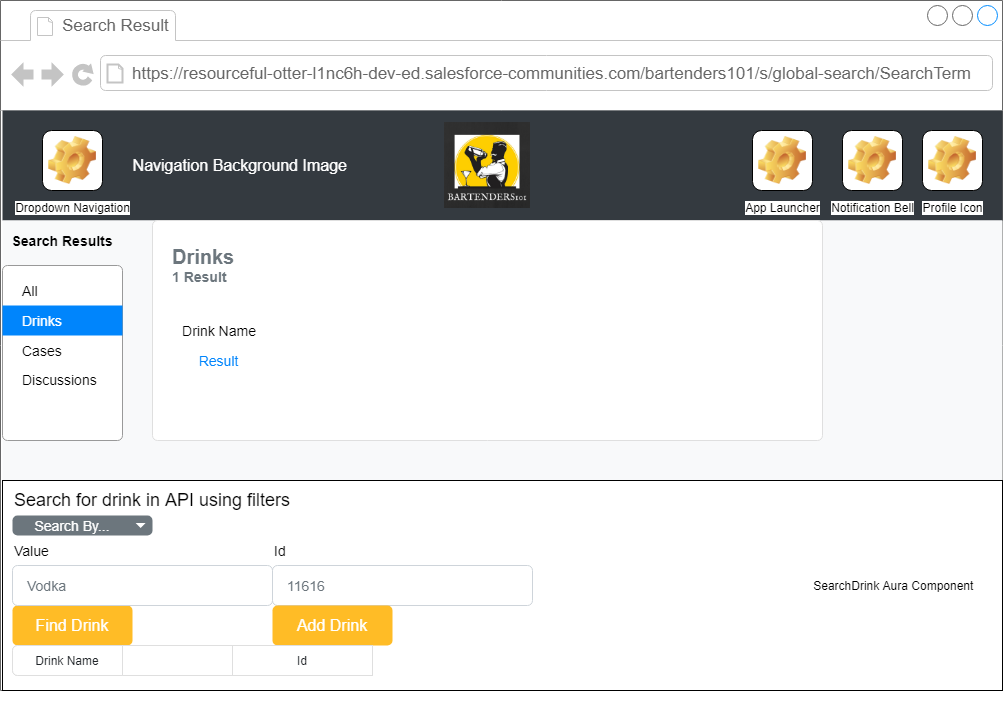 Search Result
https://resourceful-otter-l1nc6h-dev-ed.salesforce-communities.com/bartenders101/s/global-search/SearchTerm
Navigation Background Image
BARTENDERS101
Dropdown Navigation
App Launcher
Notification Bell
Profile Icon
Search Results
All
Drinks
Cases
Discussions
Drinks
1 Result
Drink Name
Result
Search for drink in API using filters
Search By...
Value
Id
Vodka
11616
SearchDrink Aura Component
Find Drink
Add Drink
Drink Name
Id